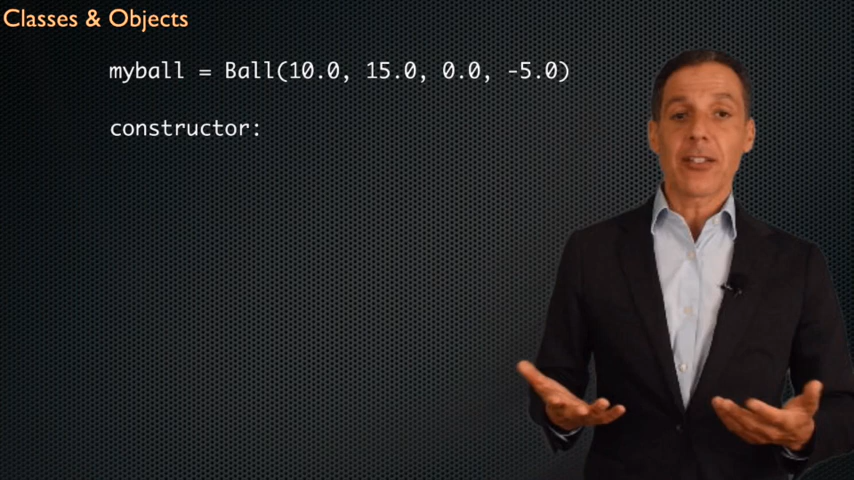 Classes & Objects
myball = Ball(10.0, 15.0, 0.0, -5.0)
constructor: